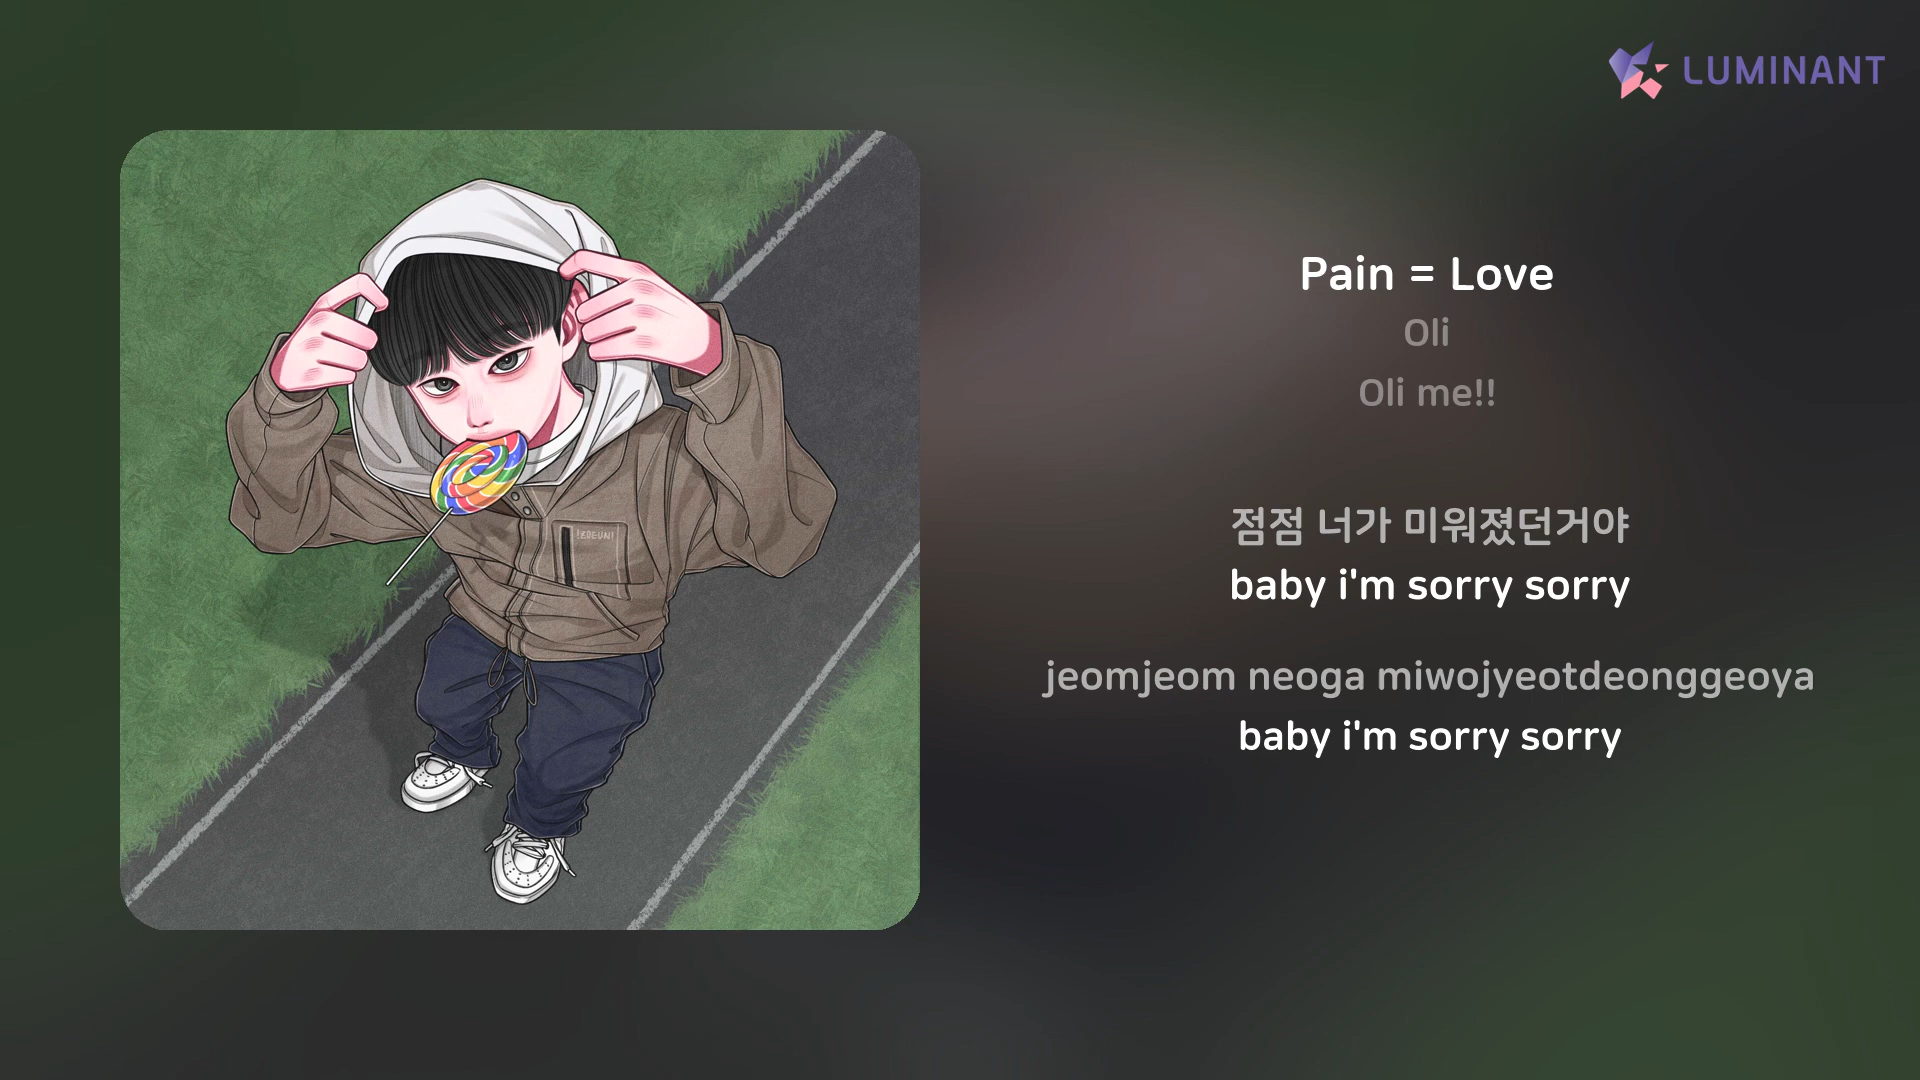 LUMINANT
Pain = Love
Oli
Oli me!!
점점 너가 미워졌던거야
baby i'm sorry sorry
jeomjeom neoga miwojyeotdeonggeoya
baby i'm sorry sorry